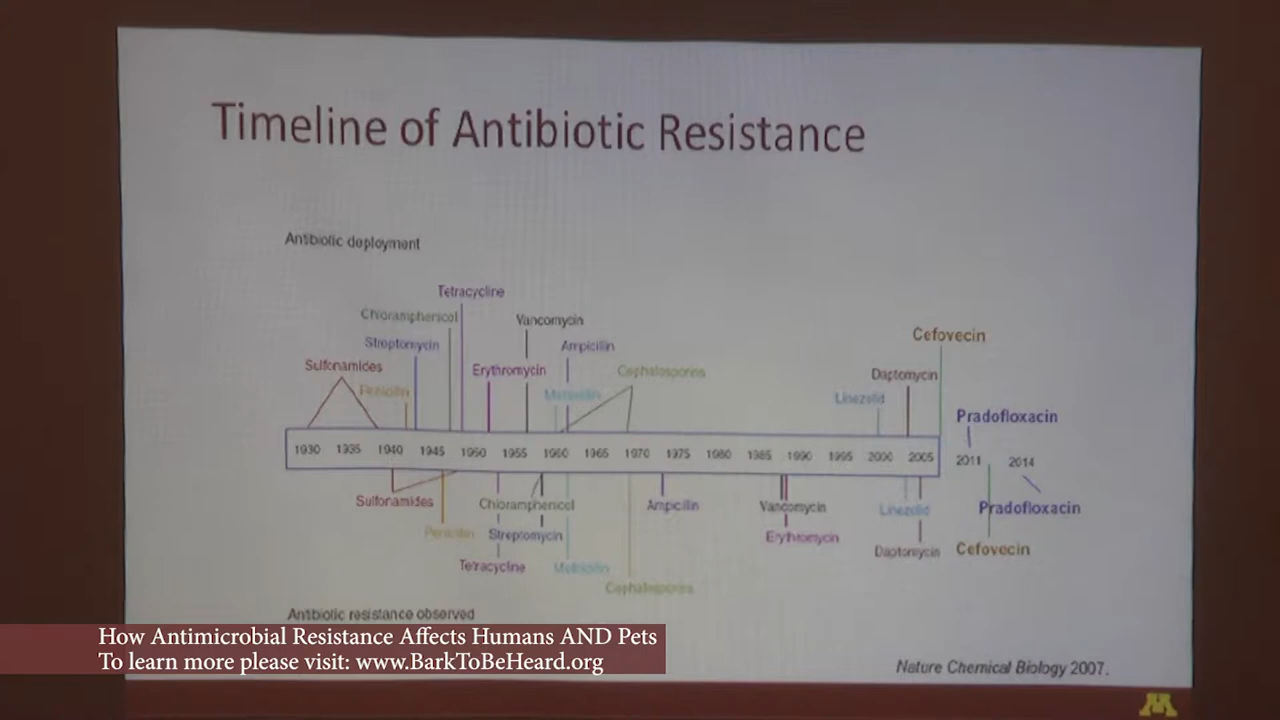 Timeline of Antibiotic Resistance
Antibiotic deployment
Tetracycline
Chloramphenicol
Vancomycin
Cefovecin
Streptomycin
Ampicillin
Sulfonamides
Erythromycin
Cephalosporins
Daptomycin
Penicillin
Methicillin
Linezolid
Pradofloxacin
1930 1935 1940 1945 1950 1955 1960 1965 1970 1975 1980 1985 1990 1995 2000 2005 2011 2014
Sulfonamides
Chloramphenicol
Ampicillin
Vancomycin
Linezolid
Pradofloxacin
Penicillin
Streptomycin
Erythromycin
Daptomycin
Cefovecin
Tetracycline
Methicillin
Cephalosporins
Antibiotic resistance observed
How Antimicrobial Resistance Affects Humans AND Pets
To learn more please visit: www.BarkToBeHeard.org
Nature Chemical Biology 2007.
M